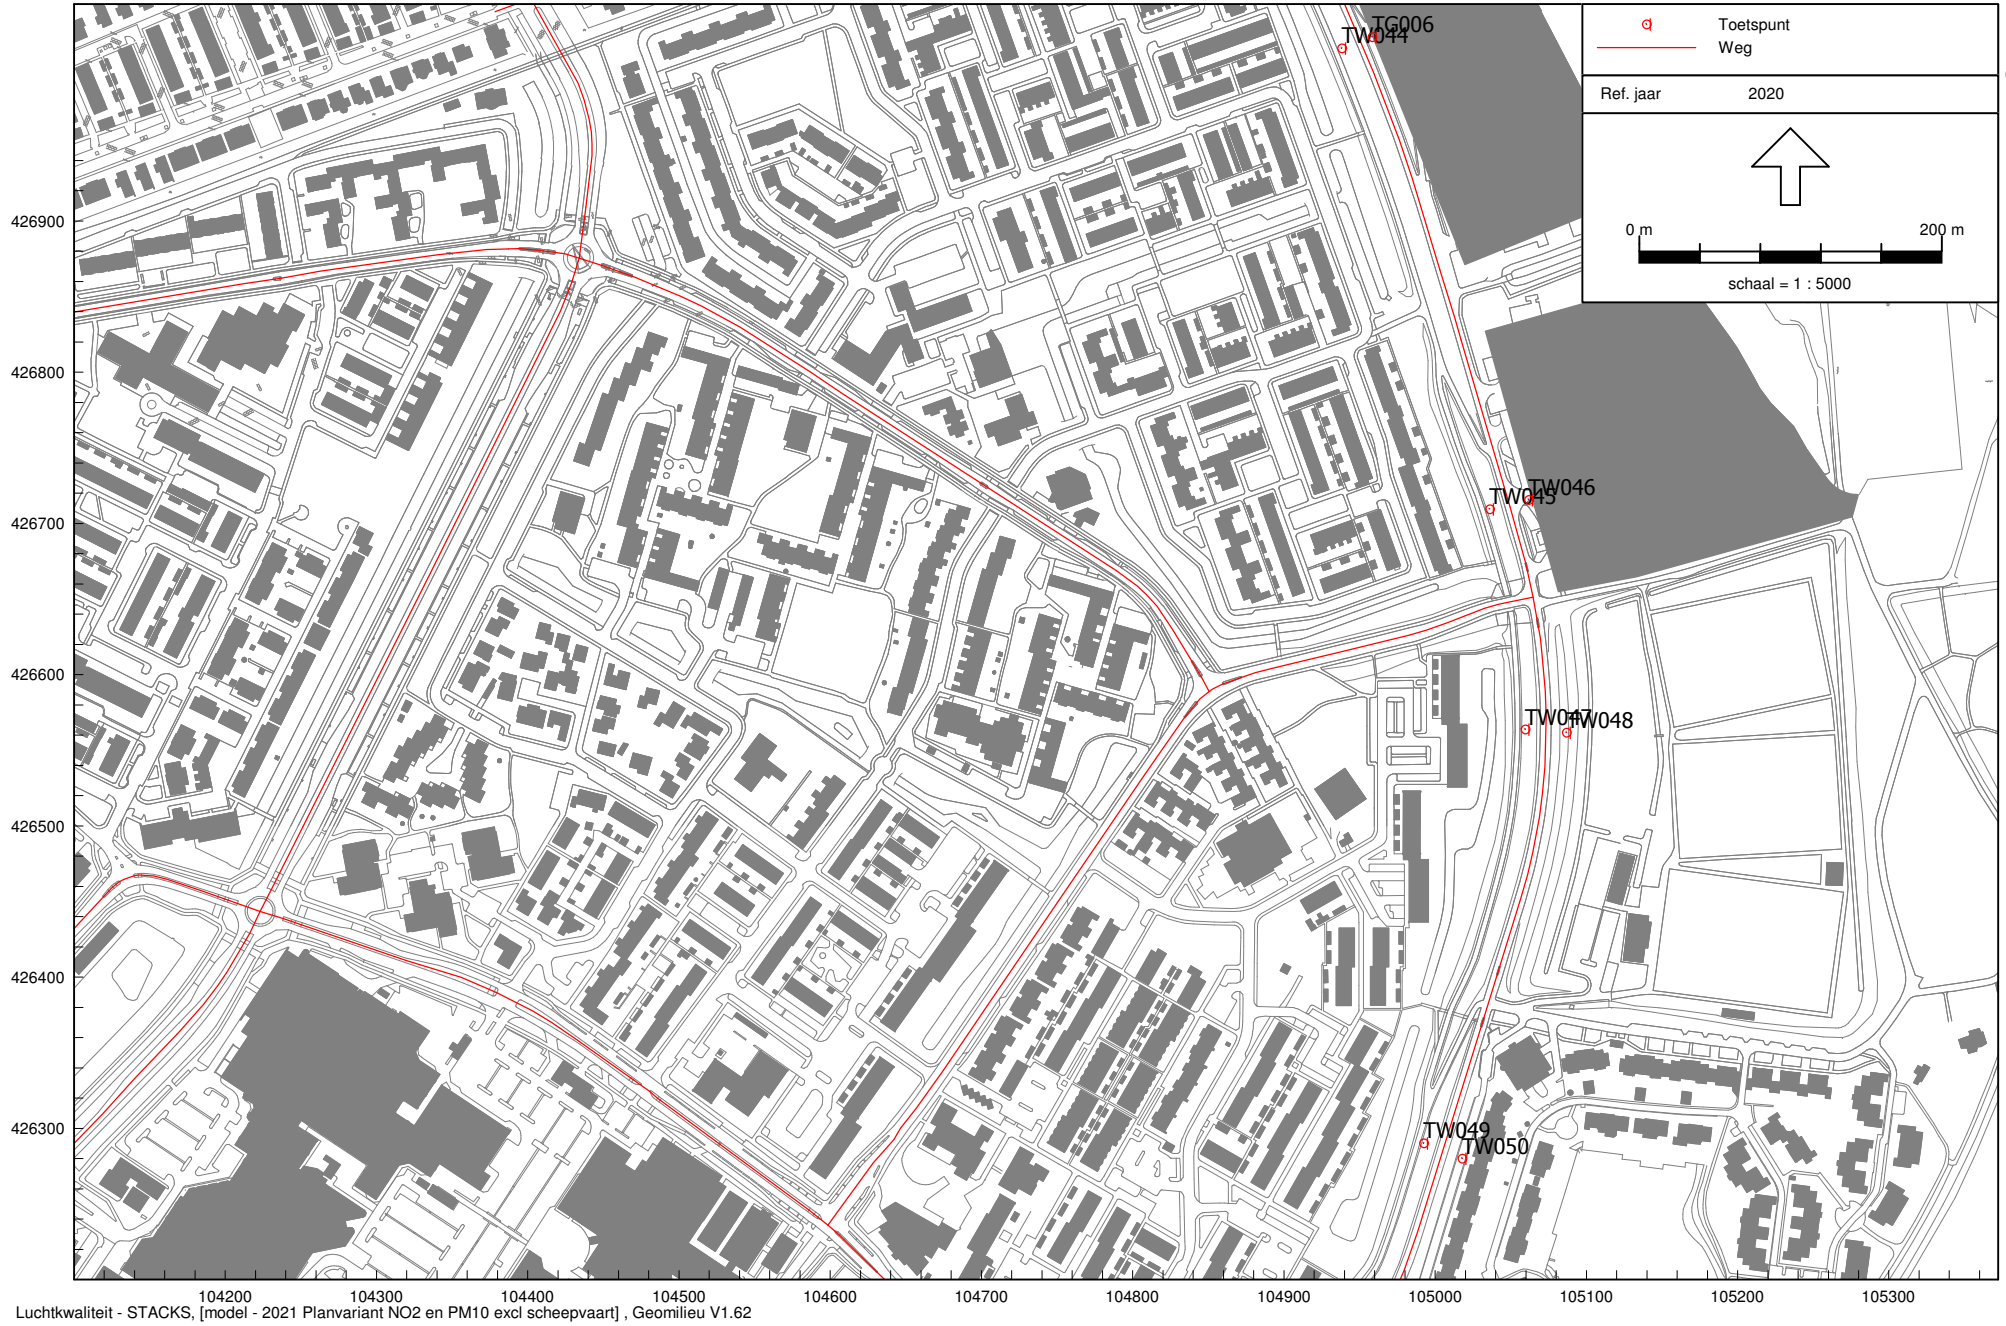 TG006
TW044
Toetspunt
Weg
Ref. jaar 2020
0 m 200 m
schaal = 1 : 5000
426900
426800
426700
426600
426500
426400
426300
TW046
TW045
TW047
TW048
TW049
TW050
104200 104300 104400 104500 104600 104700 104800 104900 105000 105100 105200 105300
Luchtkwaliteit - STACKS, [model - 2021 Planvariant NO2 en PM10 excl scheepvaart] , Geomilieu V1.62